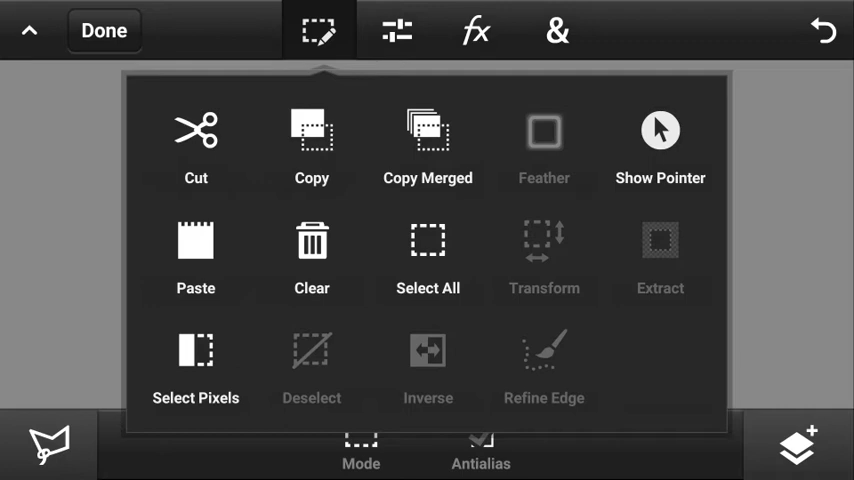 Done
fx
&
Cut
Copy
Copy Merged
Feather
Show Pointer
Paste
Clear
Select All
Transform
Extract
Select Pixels
Deselect
Inverse
Refine Edge
Mode
Antialias